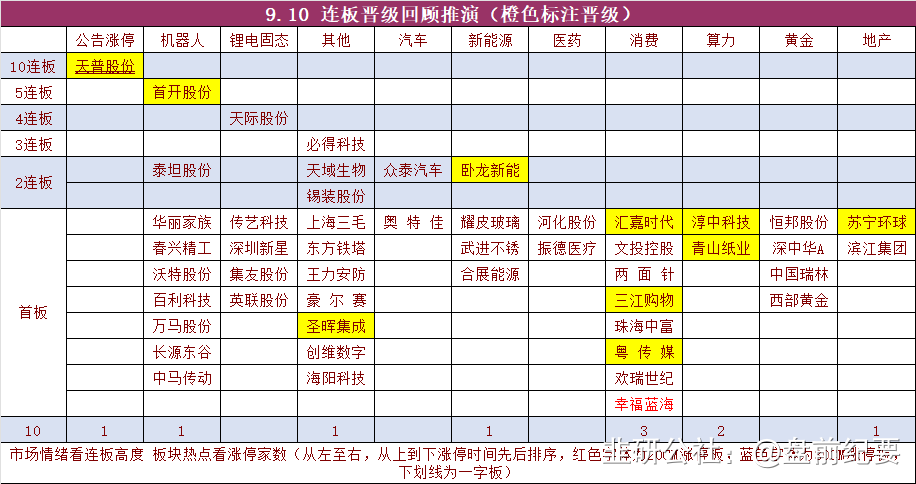 9.10 连板晋级回顾推演（橙色标注晋级）
公告涨停 机器人 锂电固态 其他 汽车 新能源 医药 消费 算力 黄金 地产
10连板 天普股份
5连板 首开股份
4连板 天际股份
3连板 必得科技
2连板 泰坦股份 天域生物 众泰汽车 卧龙新能
锡装股份
首板 华丽家族 传艺科技 上海三毛 奥特佳 耀皮玻璃 河化股份 汇嘉时代 淳中科技 恒邦股份 苏宁环球
春兴精工 深圳新星 东方铁塔 武进不锈 振德医疗 文投控股 青山纸业 深中华A 滨江集团
沃特股份 集友股份 王力安防 合展能源 两面针 中国瑞林
百利科技 英联股份 豪尔赛 三江购物 西部黄金
万马股份 圣晖集成 珠海中富
长源东谷 创维数字 粤传媒
中马传动 海阳科技 欢瑞世纪
幸福蓝海
10 1 1 1 1 3 2 1
市场情绪看连板高度 板块热点看涨停家数（从左至右，从上到下涨停时间先后排序，红色
下划线为一字板）
韭研公社 @盘前纪要